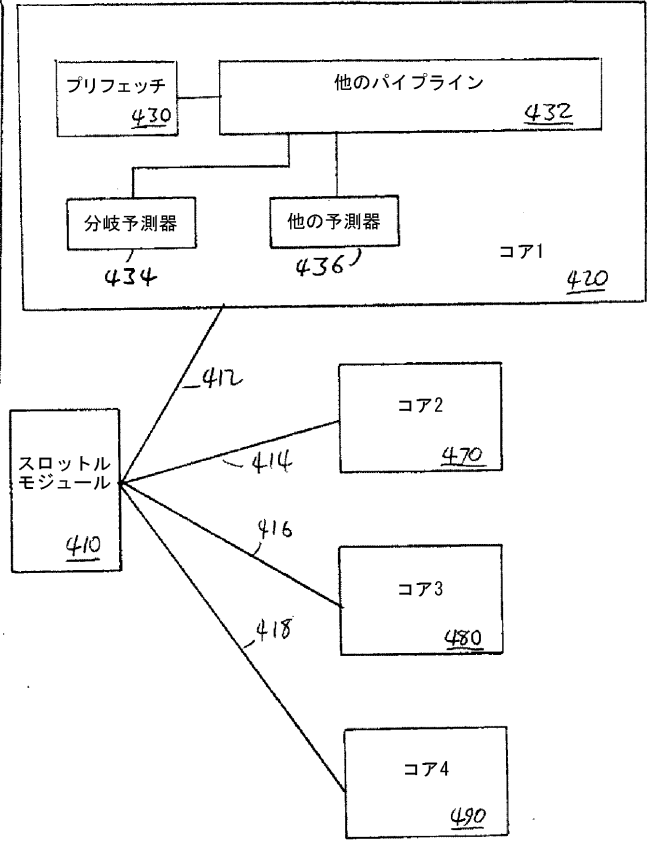 プリフェッチ
430
他のパイプライン
432
分岐予測器
434
他の予測器
436
コア1
420
412
スロットル
モジュール
410
414
コア2
470
416
コア3
480
418
コア4
490